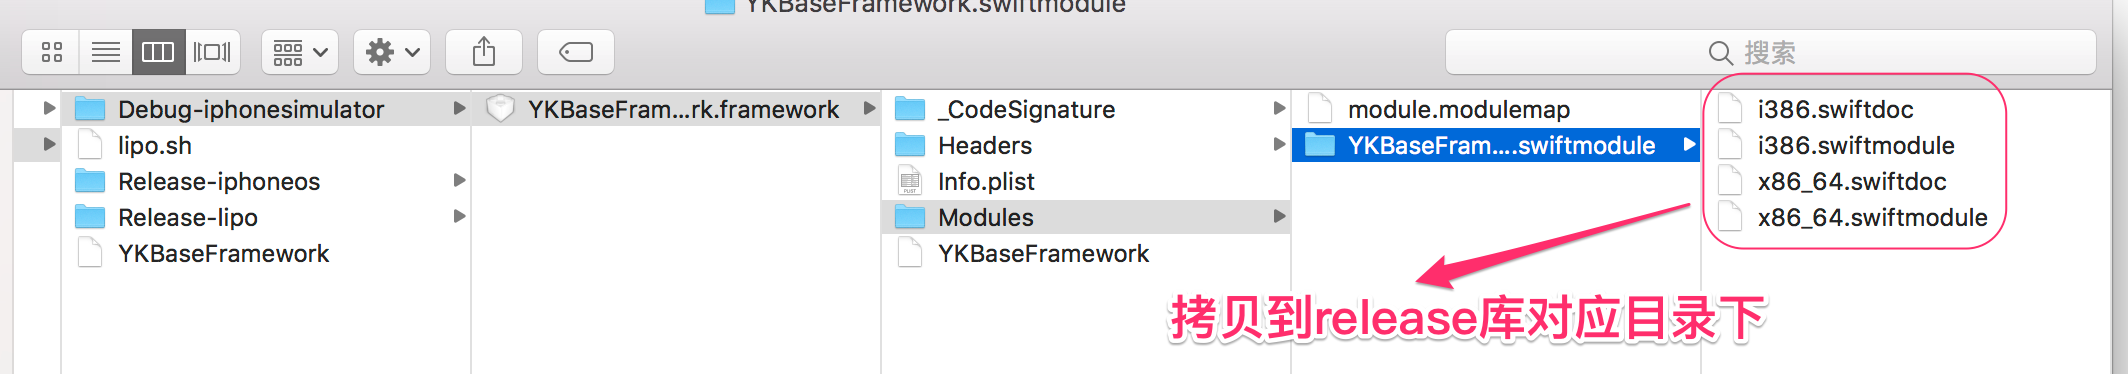 YKBaseFramework.swiftmodule
搜索
Debug-iphonesimulator
lipo.sh
Release-iphoneos
Release-lipo
YKBaseFramework
YKBaseFram...rk.framework
_CodeSignature
Headers
Info.plist
Modules
YKBaseFramework
module.modulemap
YKBaseFram....swiftmodule
i386.swiftdoc
i386.swiftmodule
x86_64.swiftdoc
x86_64.swiftmodule
拷贝到release库对应目录下